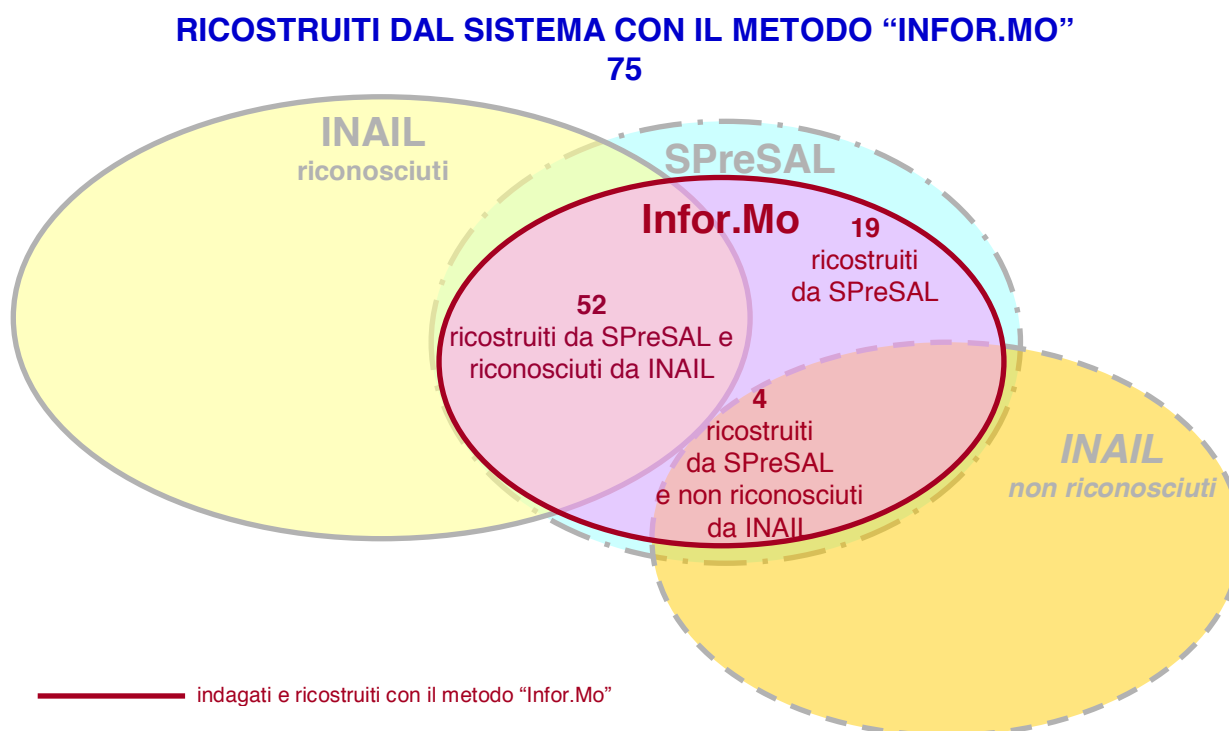 RICOSTRUITI DAL SISTEMA CON IL METODO “INFOR.MO”
75
INAIL
riconosciuti
SPreSAL
Infor.Mo
19
ricostruiti
da SPreSAL
52
ricostruiti da SPreSAL e
riconosciuti da INAIL
4
ricostruiti
da SPreSAL
e non riconosciuti
da INAIL
INAIL
non riconosciuti
indagati e ricostruiti con il metodo “Infor.Mo”